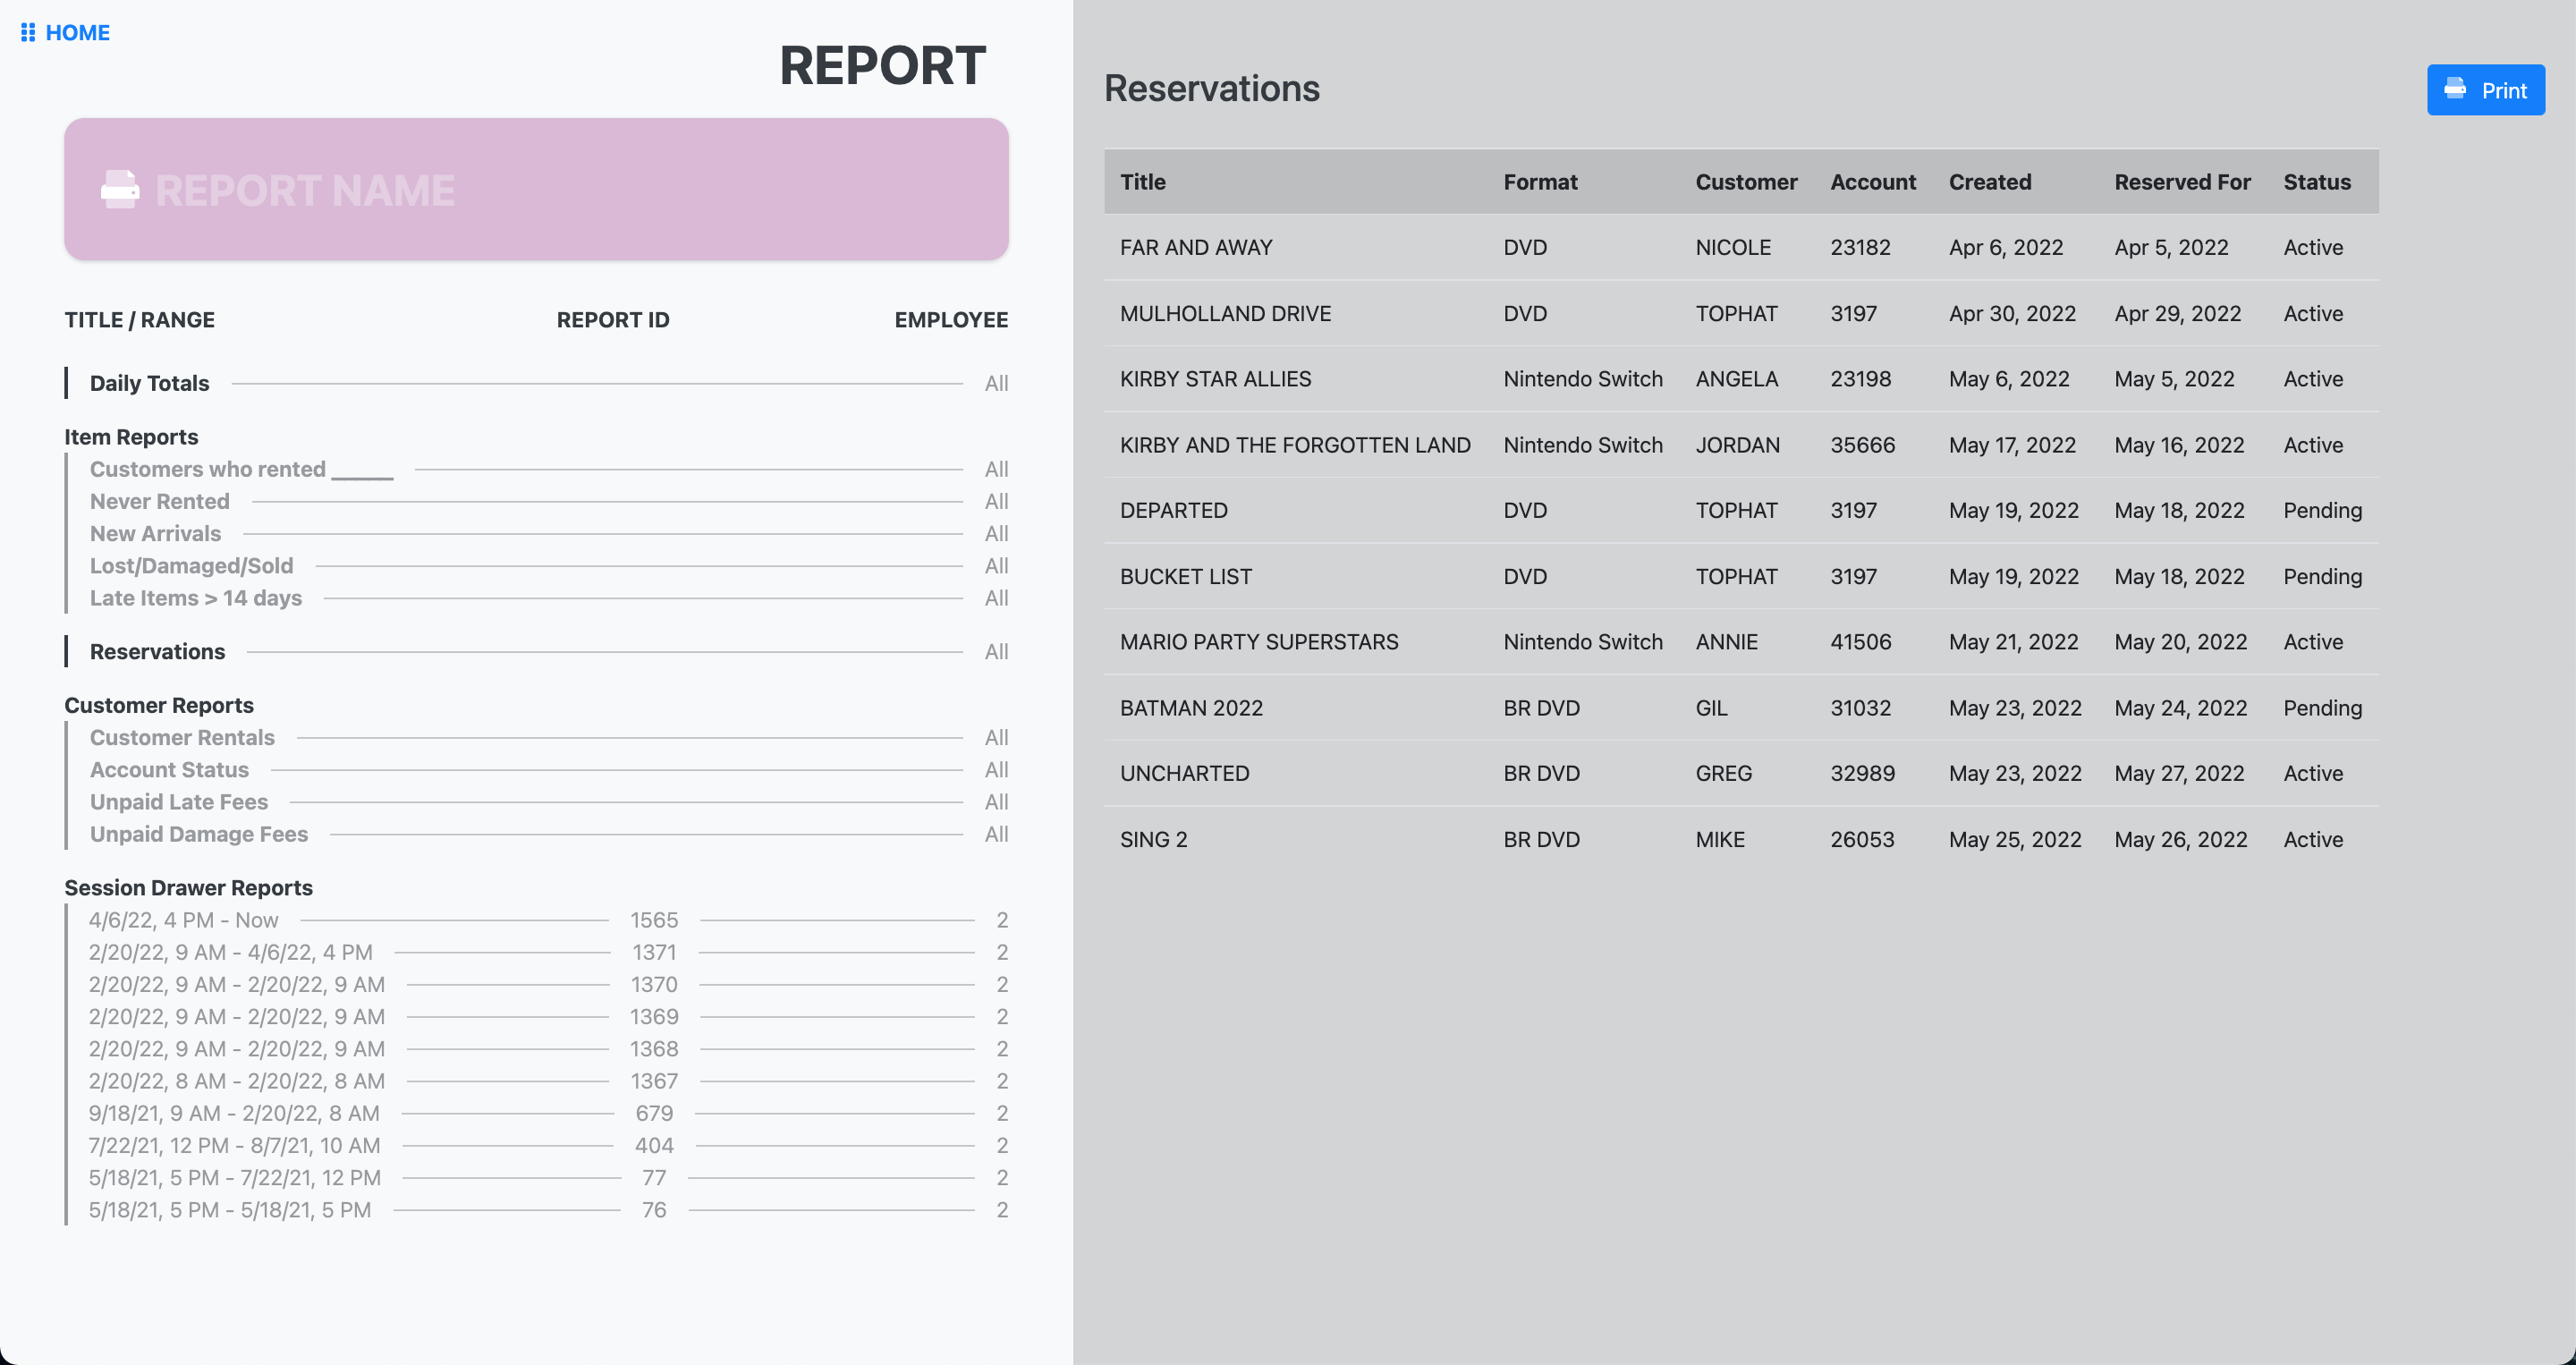 HOME
REPORT
REPORT NAME
TITLE / RANGE REPORT ID EMPLOYEE
Daily Totals All
Item Reports
Customers who rented _____ All
Never Rented All
New Arrivals All
Lost/Damaged/Sold All
Late Items > 14 days All
Reservations All
Customer Reports
Customer Rentals All
Account Status All
Unpaid Late Fees All
Unpaid Damage Fees All
Session Drawer Reports
4/6/22, 4 PM - Now 1565 2
2/20/22, 9 AM - 4/6/22, 4 PM 1371 2
2/20/22, 9 AM - 2/20/22, 9 AM 1370 2
2/20/22, 9 AM - 2/20/22, 9 AM 1369 2
2/20/22, 9 AM - 2/20/22, 9 AM 1368 2
2/20/22, 8 AM - 2/20/22, 8 AM 1367 2
9/18/21, 9 AM - 2/20/22, 8 AM 679 2
7/22/21, 12 PM - 8/7/21, 10 AM 404 2
5/18/21, 5 PM - 7/22/21, 12 PM 77 2
5/18/21, 5 PM - 5/18/21, 5 PM 76 2
Reservations
Print
Title Format Customer Account Created Reserved For Status
FAR AND AWAY DVD NICOLE 23182 Apr 6, 2022 Apr 5, 2022 Active
MULHOLLAND DRIVE DVD TOPHAT 3197 Apr 30, 2022 Apr 29, 2022 Active
KIRBY STAR ALLIES Nintendo Switch ANGELA 23198 May 6, 2022 May 5, 2022 Active
KIRBY AND THE FORGOTTEN LAND Nintendo Switch JORDAN 35666 May 17, 2022 May 16, 2022 Active
DEPARTED DVD TOPHAT 3197 May 19, 2022 May 18, 2022 Pending
BUCKET LIST DVD TOPHAT 3197 May 19, 2022 May 18, 2022 Pending
MARIO PARTY SUPERSTARS Nintendo Switch ANNIE 41506 May 21, 2022 May 20, 2022 Active
BATMAN 2022 BR DVD GIL 31032 May 23, 2022 May 24, 2022 Pending
UNCHARTED BR DVD GREG 32989 May 23, 2022 May 27, 2022 Active
SING 2 BR DVD MIKE 26053 May 25, 2022 May 26, 2022 Active